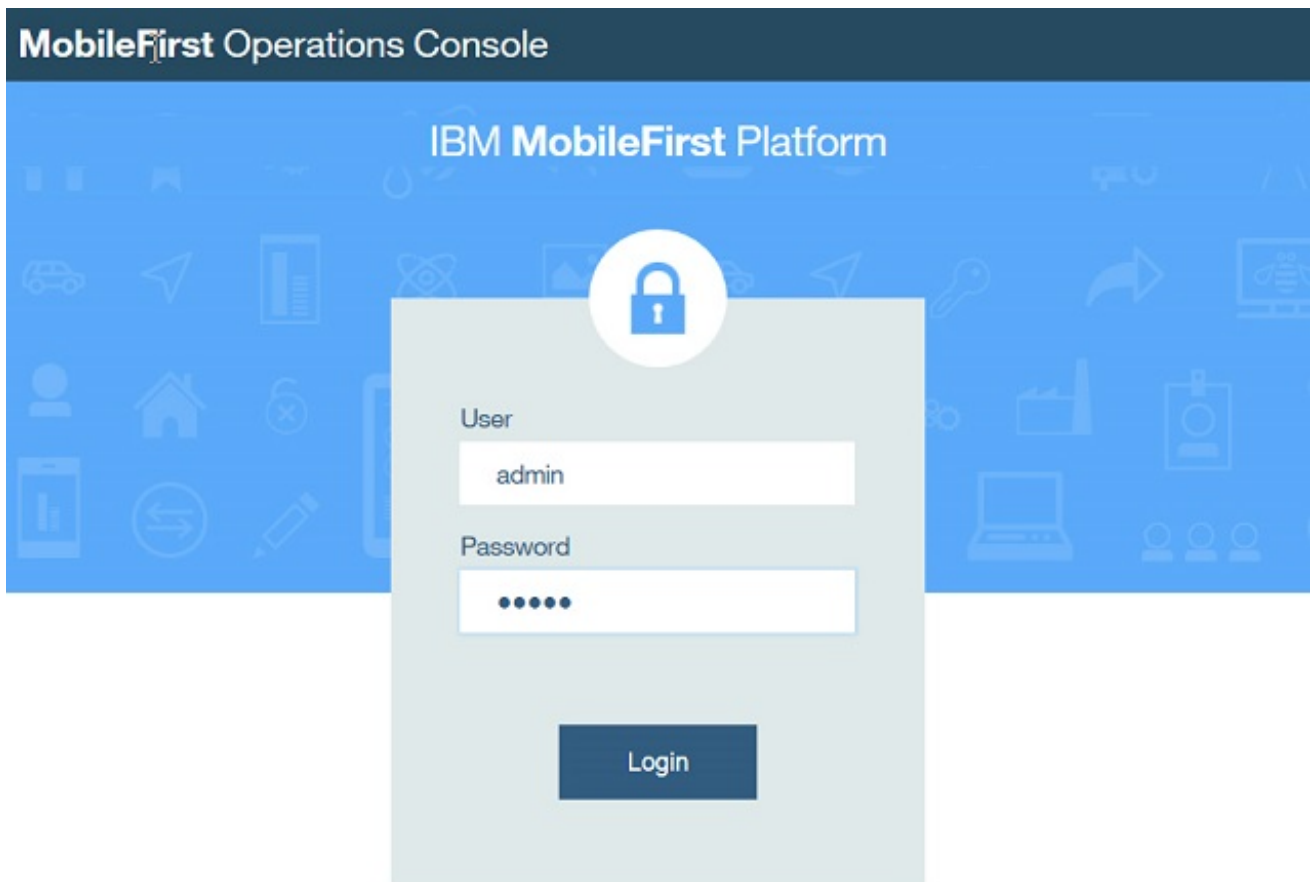 MobileFirst Operations Console
IBM MobileFirst Platform
User
admin
Password
•••••
Login